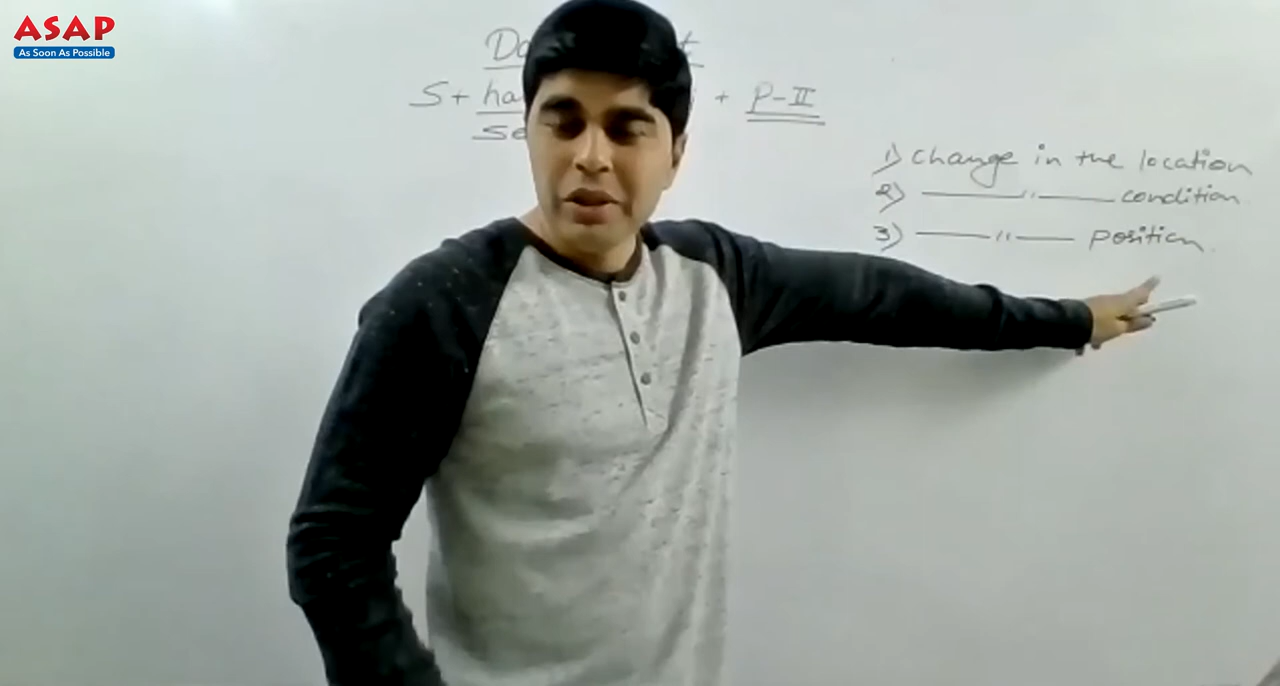 ASAP
As Soon As Possible
S+ + P-II
1) change in the location
2) ——〃—— condition
3) ——〃—— position